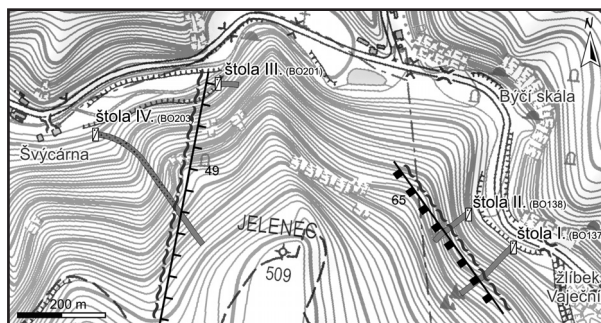 N
štola III. (BO201)
Býčí skála
štola IV. (BO203)
Švýcárna
49
65
štola II. (BO138)
JELENEC
štola I. (BO137
509
žlíbek
Vaječní
200 m